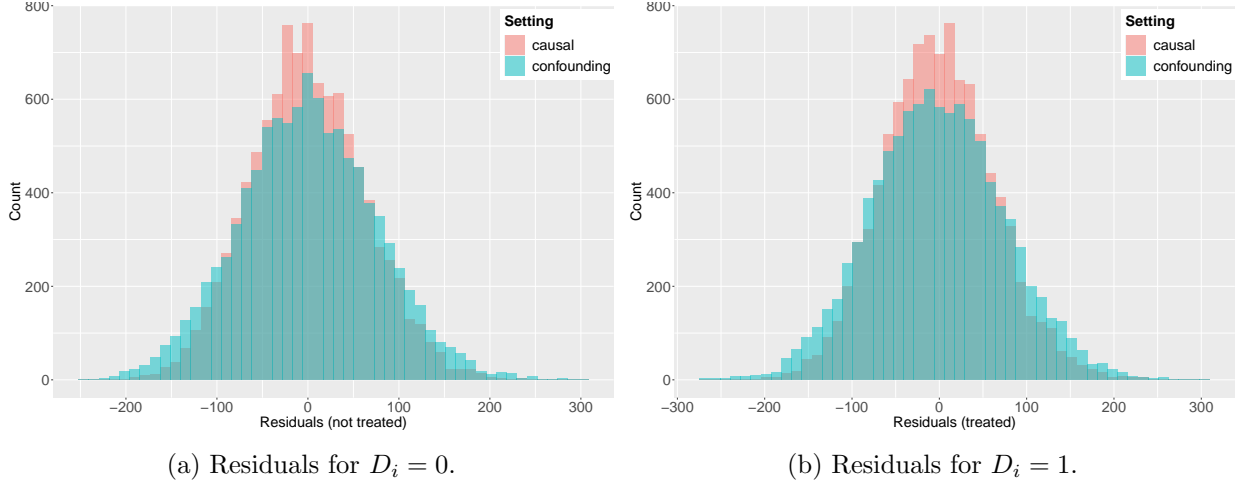 800
600
400
200
0
Count
−200
−100
0
100
200
300
Residuals (not treated)
Setting
causal
confounding
(a) Residuals for $D_i = 0$.
800
600
400
200
0
Count
−300
−200
−100
0
100
200
300
Residuals (treated)
Setting
causal
confounding
(b) Residuals for $D_i = 1$.